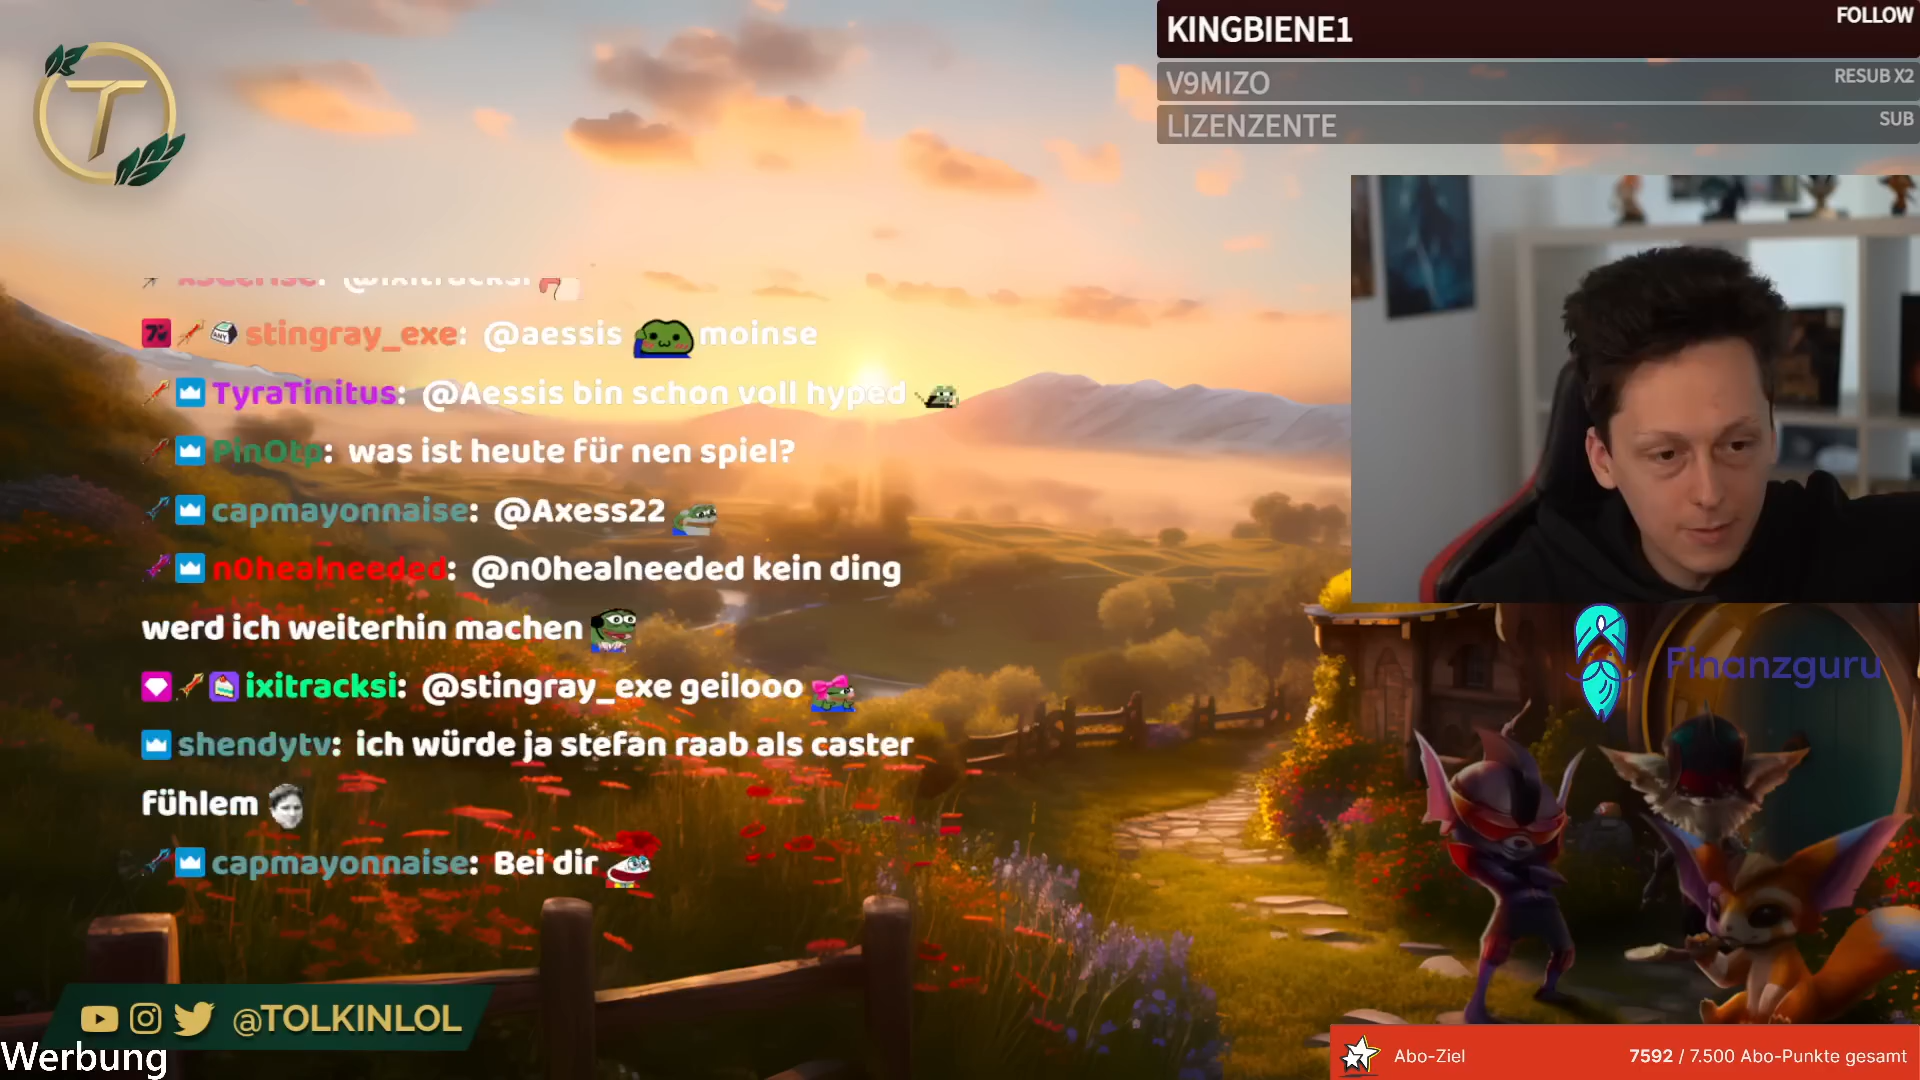 KINGBIENE1 FOLLOW
V9MIZO RESUB X2
LIZENZENTE SUB
T
stingray_exe: @aessis moinse
TyraTinitus: @Aessis bin schon voll hyped
PinOtp: was ist heute für nen spiel?
capmayonnaise: @Axess22
n0healneeded: @n0healneeded kein ding
werd ich weiterhin machen
ixitracksi: @stingray_exe geilooo
shendytv: ich würde ja stefan raab als caster
fühlem
capmayonnaise: Bei dir
Finanzguru
@TOLKINLOL
Werbung
Abo-Ziel 7592 / 7.500 Abo-Punkte gesamt